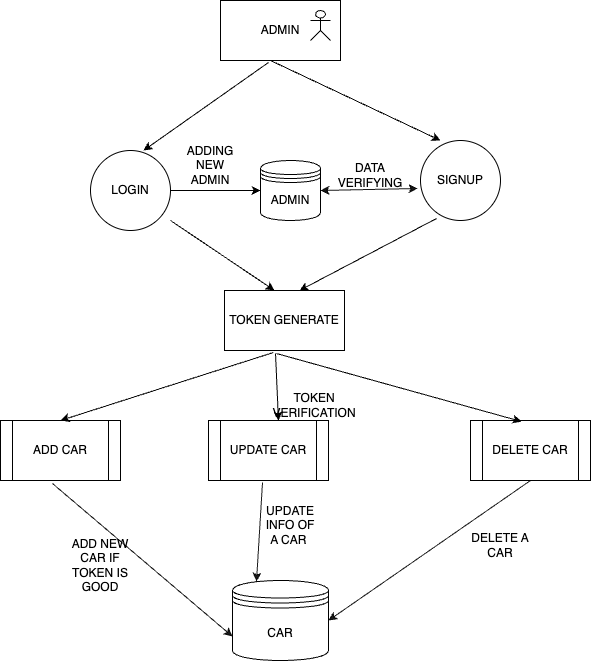 ADMIN
ADDING
NEW
ADMIN
DATA
VERIFYING
LOGIN
ADMIN
SIGNUP
TOKEN GENERATE
TOKEN
VERIFICATION
ADD CAR
UPDATE CAR
DELETE CAR
ADD NEW
CAR IF
TOKEN IS
GOOD
UPDATE
INFO OF
A CAR
DELETE A
CAR
CAR